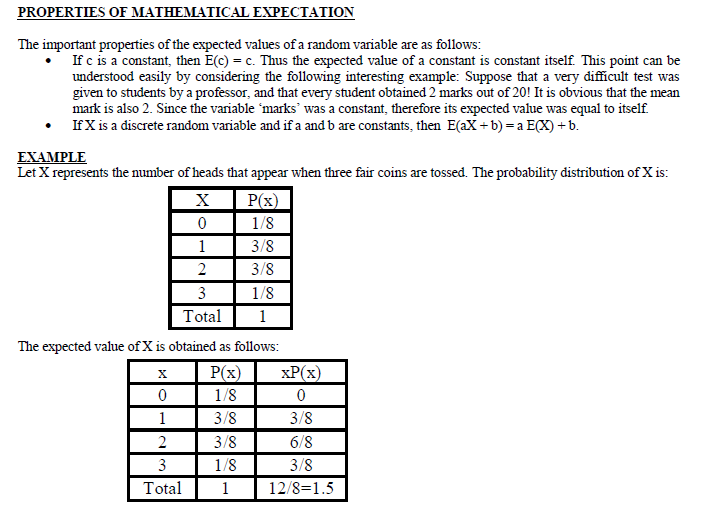 PROPERTIES OF MATHEMATICAL EXPECTATION
The important properties of the expected values of a random variable are as follows:
• If c is a constant, then E(c) = c. Thus the expected value of a constant is constant itself. This point can be
understood easily by considering the following interesting example: Suppose that a very difficult test was
given to students by a professor, and that every student obtained 2 marks out of 20! It is obvious that the mean
mark is also 2. Since the variable ‘marks’ was a constant, therefore its expected value was equal to itself.
• If X is a discrete random variable and if a and b are constants, then E(aX + b) = a E(X) + b.
EXAMPLE
Let X represents the number of heads that appear when three fair coins are tossed. The probability distribution of X is:
X P(x)
0 1/8
1 3/8
2 3/8
3 1/8
Total 1
The expected value of X is obtained as follows:
x P(x) xP(x)
0 1/8 0
1 3/8 3/8
2 3/8 6/8
3 1/8 3/8
Total 1 12/8=1.5